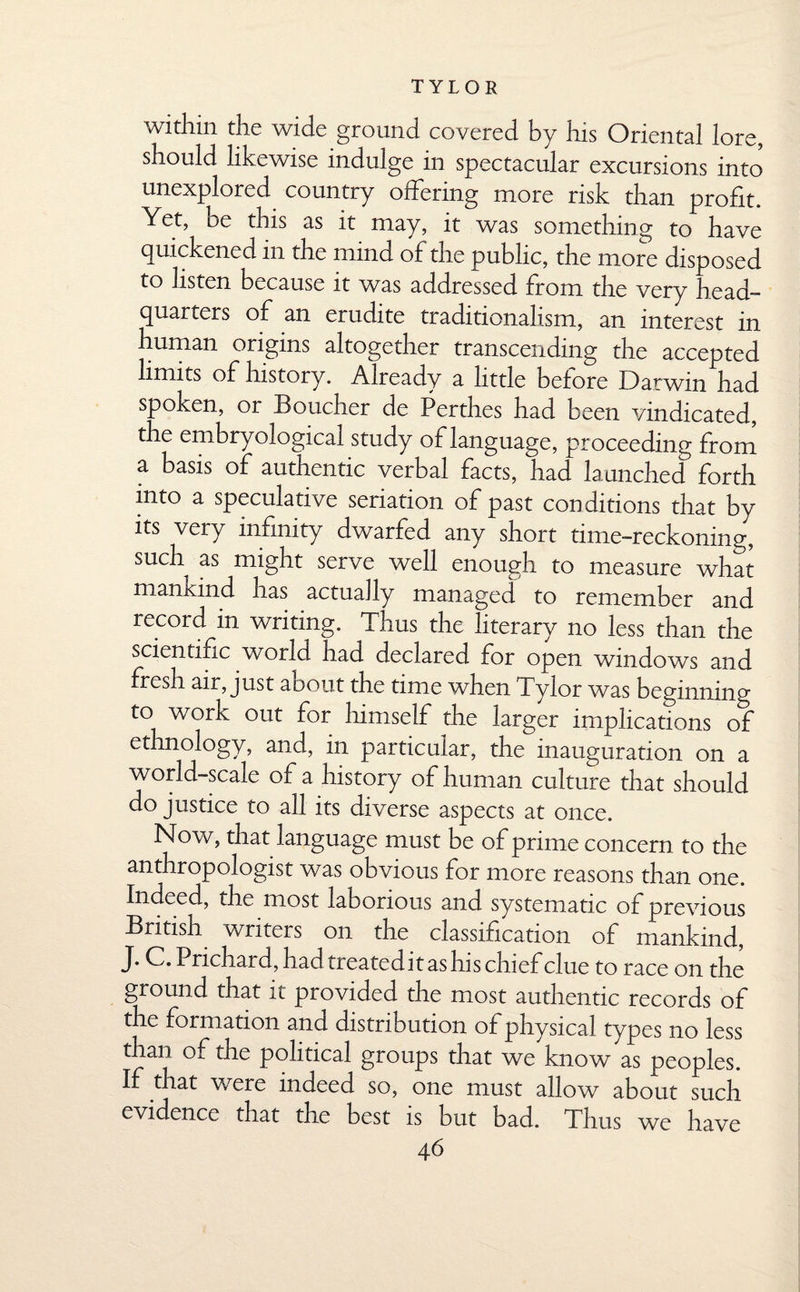 TYLOR
within the wide ground covered by his Oriental lore,
should likewise indulge in spectacular excursions into
unexplored country offering more risk than profit.
Yet, be this as it may, it was something to have
quickened in the mind of the public, the more disposed
to listen because it was addressed from the very head-
quarters of an erudite traditionalism, an interest in
human origins altogether transcending the accepted
limits of history. Already a little before Darwin had
spoken, or Boucher de Perthes had been vindicated,
the embryological study of language, proceeding from
a basis of authentic verbal facts, had launched forth
into a speculative seriation of past conditions that by
its very infinity dwarfed any short time-reckoning,
such as might serve well enough to measure what
mankind has actually managed to remember and
record in writing. Thus the literary no less than the
scientific world had declared for open windows and
fresh air, just about the time when Tylor was beginning
to work out for himself the larger implications of
ethnology, and, in particular, the inauguration on a
world-scale of a history of human culture that should
do justice to all its diverse aspects at once.
Now, that language must be of prime concern to the
anthropologist was obvious for more reasons than one.
Indeed, the most laborious and systematic of previous
British writers on the classification of mankind,
J. C. Prichard, had treated it as his chief clue to race on the
ground that it provided the most authentic records of
the formation and distribution of physical types no less
than of the political groups that we know as peoples.
If that were indeed so, one must allow about such
evidence that the best is but bad. Thus we have
46